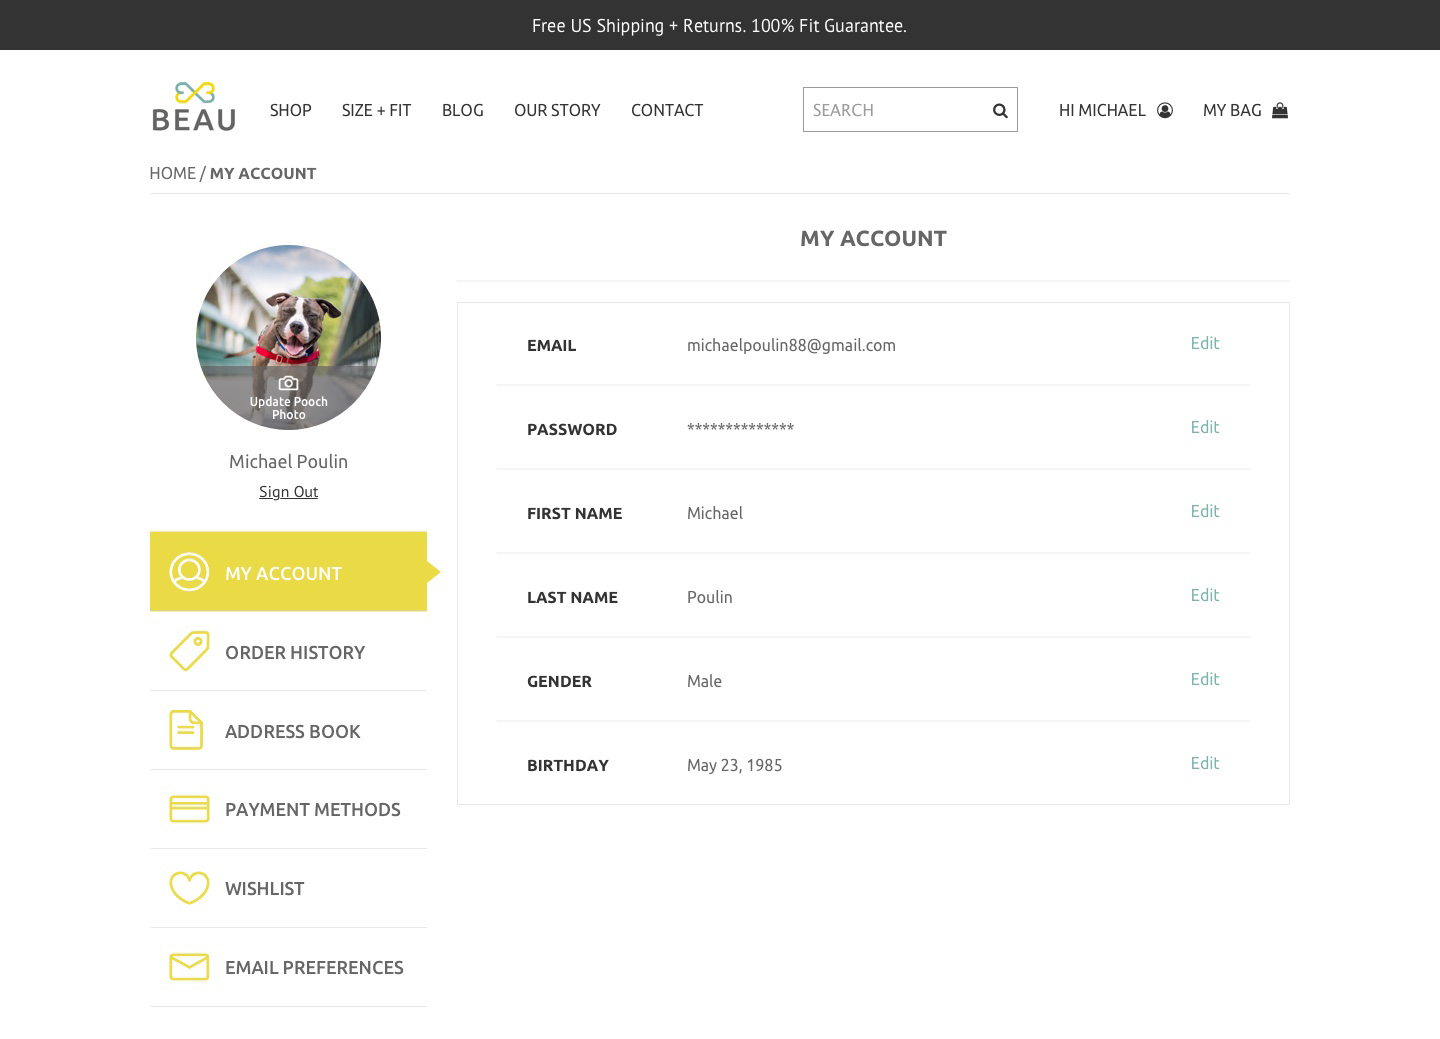 Free US Shipping + Returns. 100% Fit Guarantee.
BEAU
SHOP SIZE + FIT BLOG OUR STORY CONTACT SEARCH HI MICHAEL MY BAG
HOME / MY ACCOUNT
Update Pooch
Photo
Michael Poulin
Sign Out
MY ACCOUNT
ORDER HISTORY
ADDRESS BOOK
PAYMENT METHODS
WISHLIST
EMAIL PREFERENCES
MY ACCOUNT
EMAIL michaelpoulin88@gmail.com Edit
PASSWORD ************** Edit
FIRST NAME Michael Edit
LAST NAME Poulin Edit
GENDER Male Edit
BIRTHDAY May 23, 1985 Edit